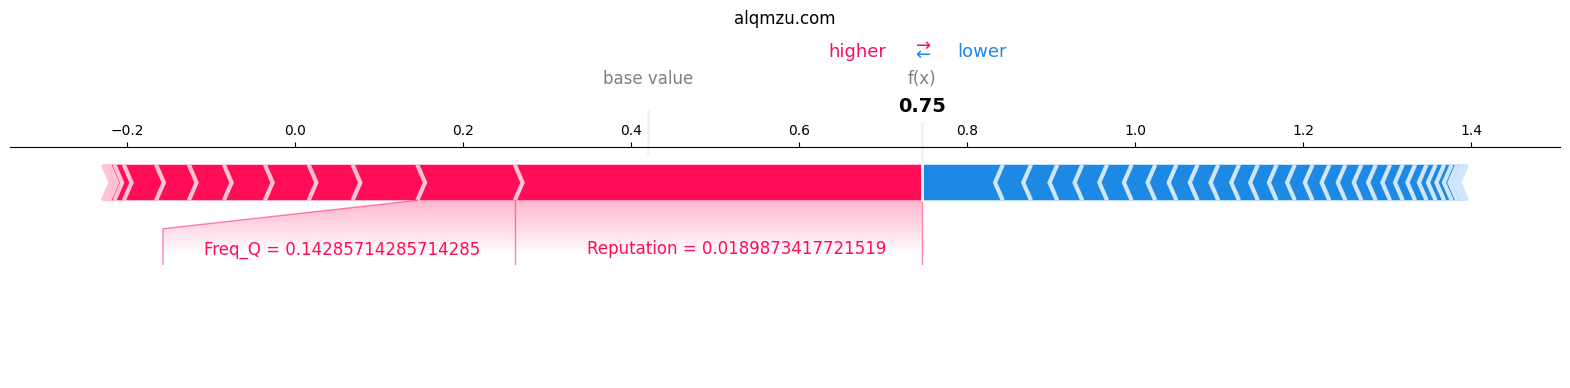 alqmzu.com
higher ⇄ lower
base value f(x)
0.75
−0.2 0.0 0.2 0.4 0.6 0.8 1.0 1.2 1.4
Freq_Q = 0.14285714285714285 Reputation = 0.0189873417721519